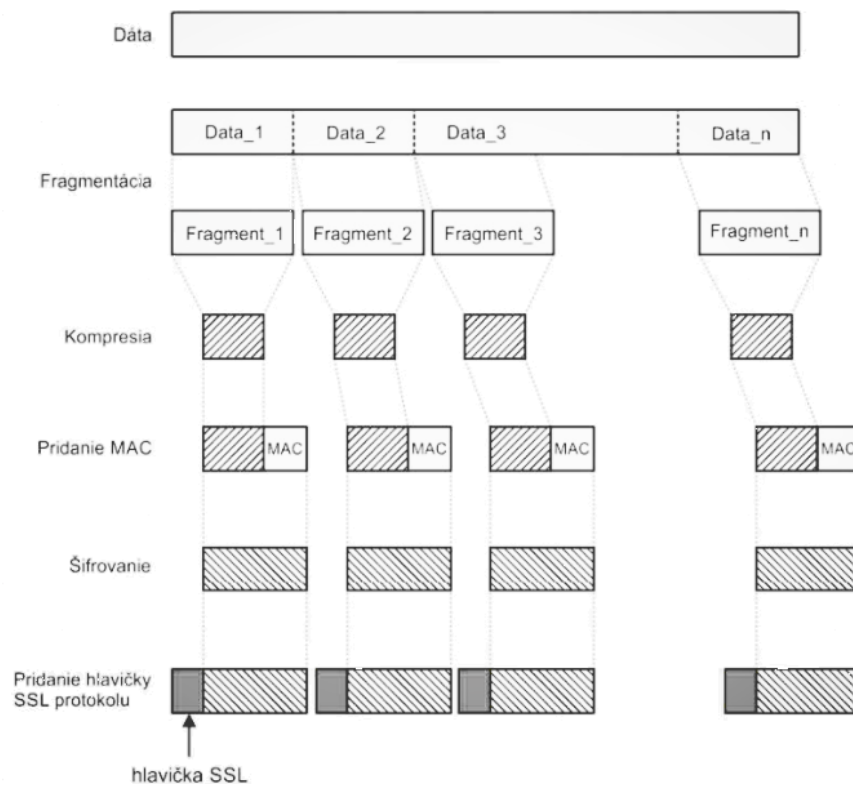 Dáta
Data_1 Data_2 Data_3 Data_n
Fragmentácia
Fragment_1 Fragment_2 Fragment_3 Fragment_n
Kompresia
Pridanie MAC MAC MAC MAC MAC
Šifrovanie
Pridanie hlavičky
SSL protokolu
hlavička SSL